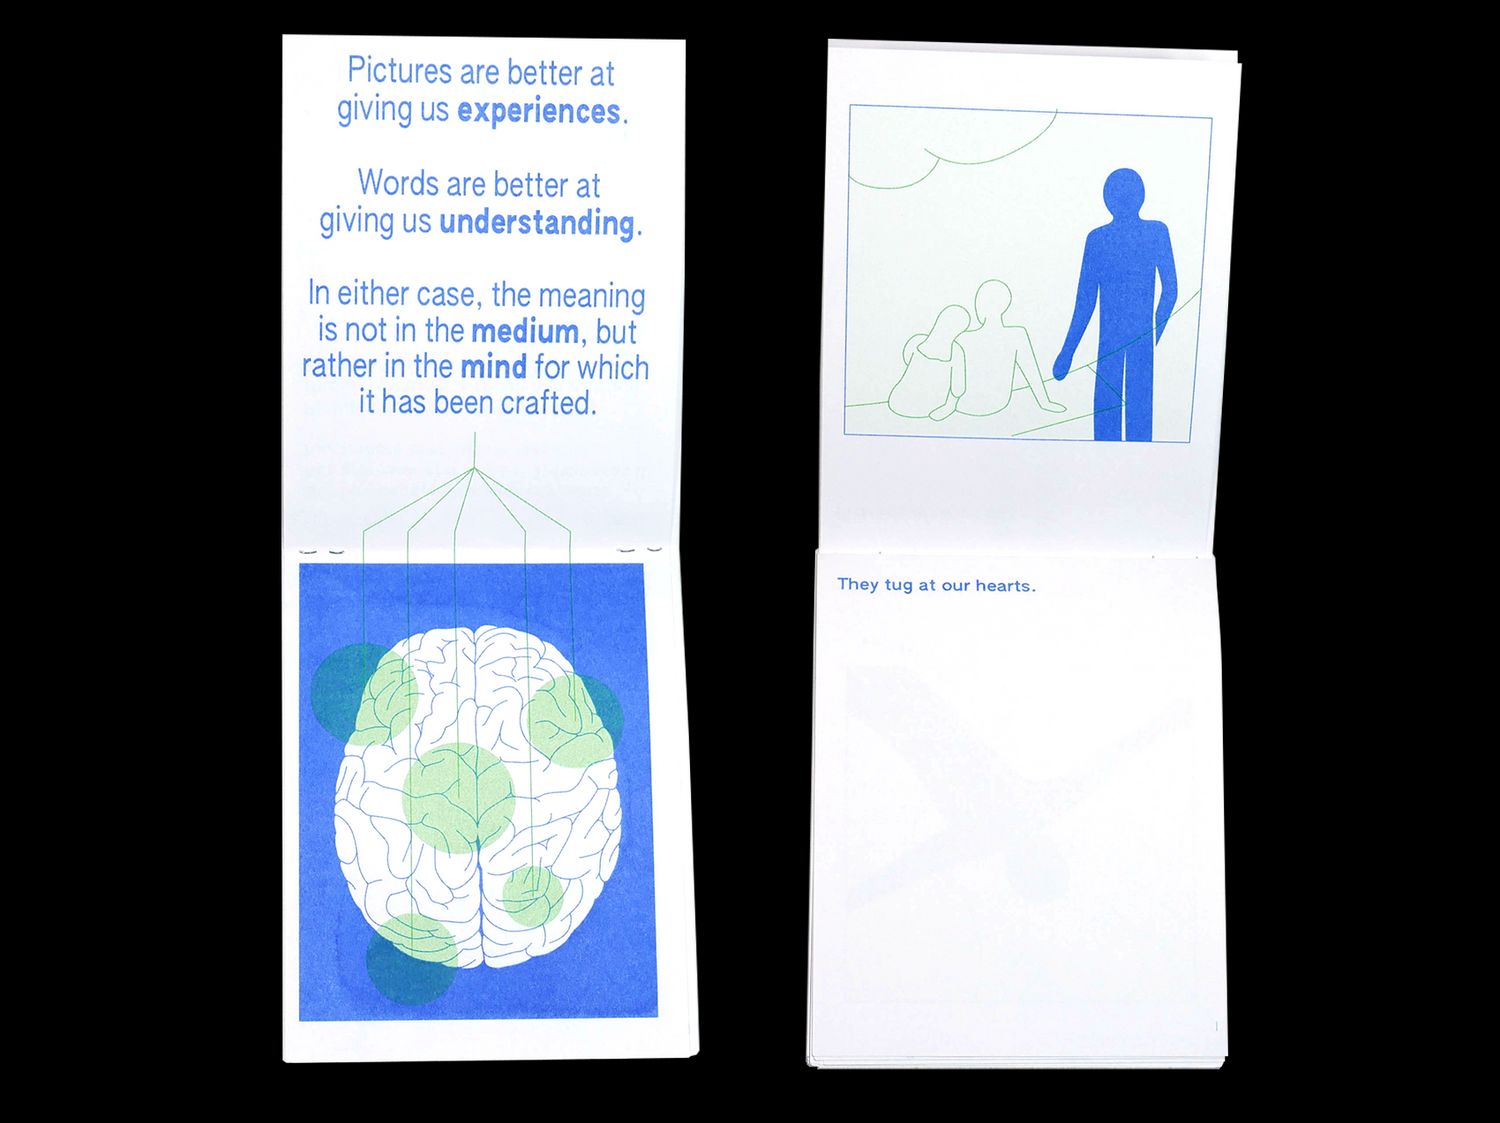 Pictures are better at
giving us experiences.
Words are better at
giving us understanding.
In either case, the meaning
is not in the medium, but
rather in the mind for which
it has been crafted.
They tug at our hearts.